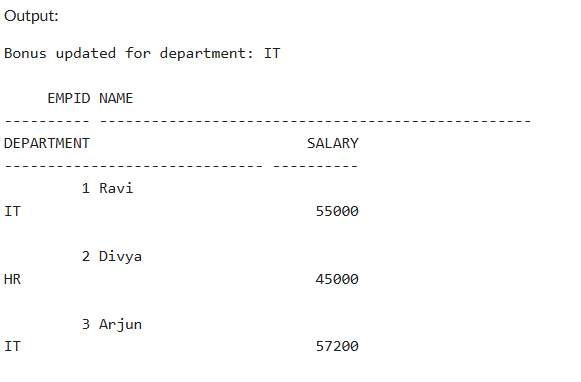 Output:
Bonus updated for department: IT
     EMPID NAME
---------- --------------------------------------------------
DEPARTMENT                         SALARY
------------------------------ ----------
         1 Ravi
IT                                  55000
         2 Divya
HR                                  45000
         3 Arjun
IT                                  57200